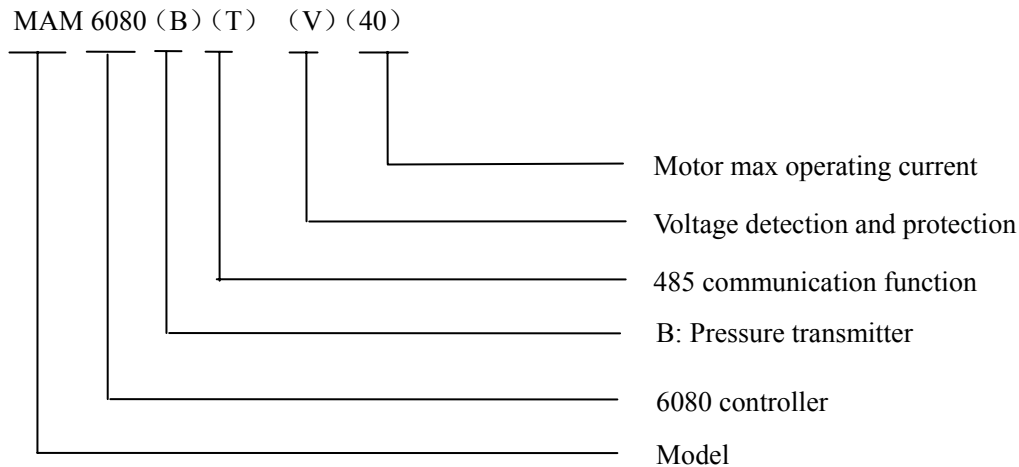 MAM 6080（B）（T） （V）（40）
Motor max operating current
Voltage detection and protection
485 communication function
B: Pressure transmitter
6080 controller
Model